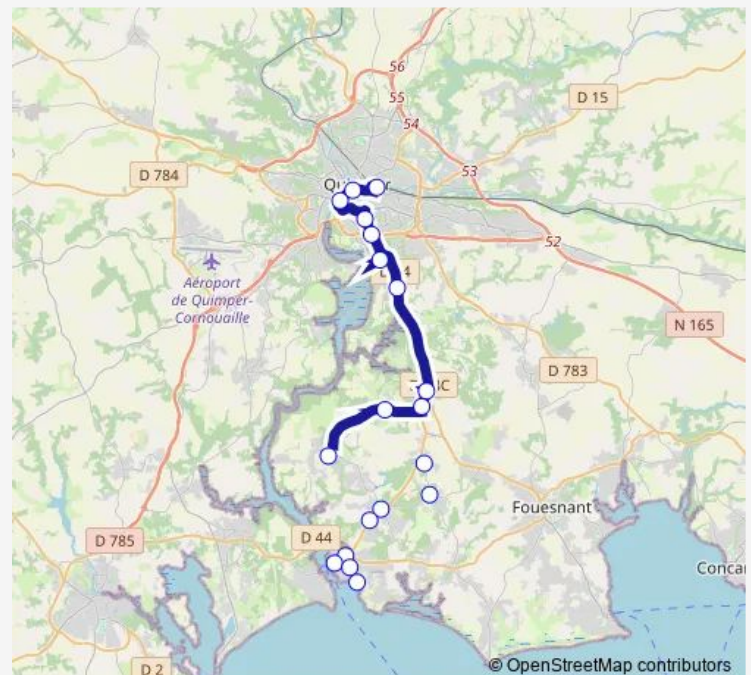 56
55
D 15
54
53
D 784
52
Aéroport
de Quimper-
Cornouaille
N 165
D 783
Fouesnant
D 785
D 44
D 2
© OpenStreetMap contributors